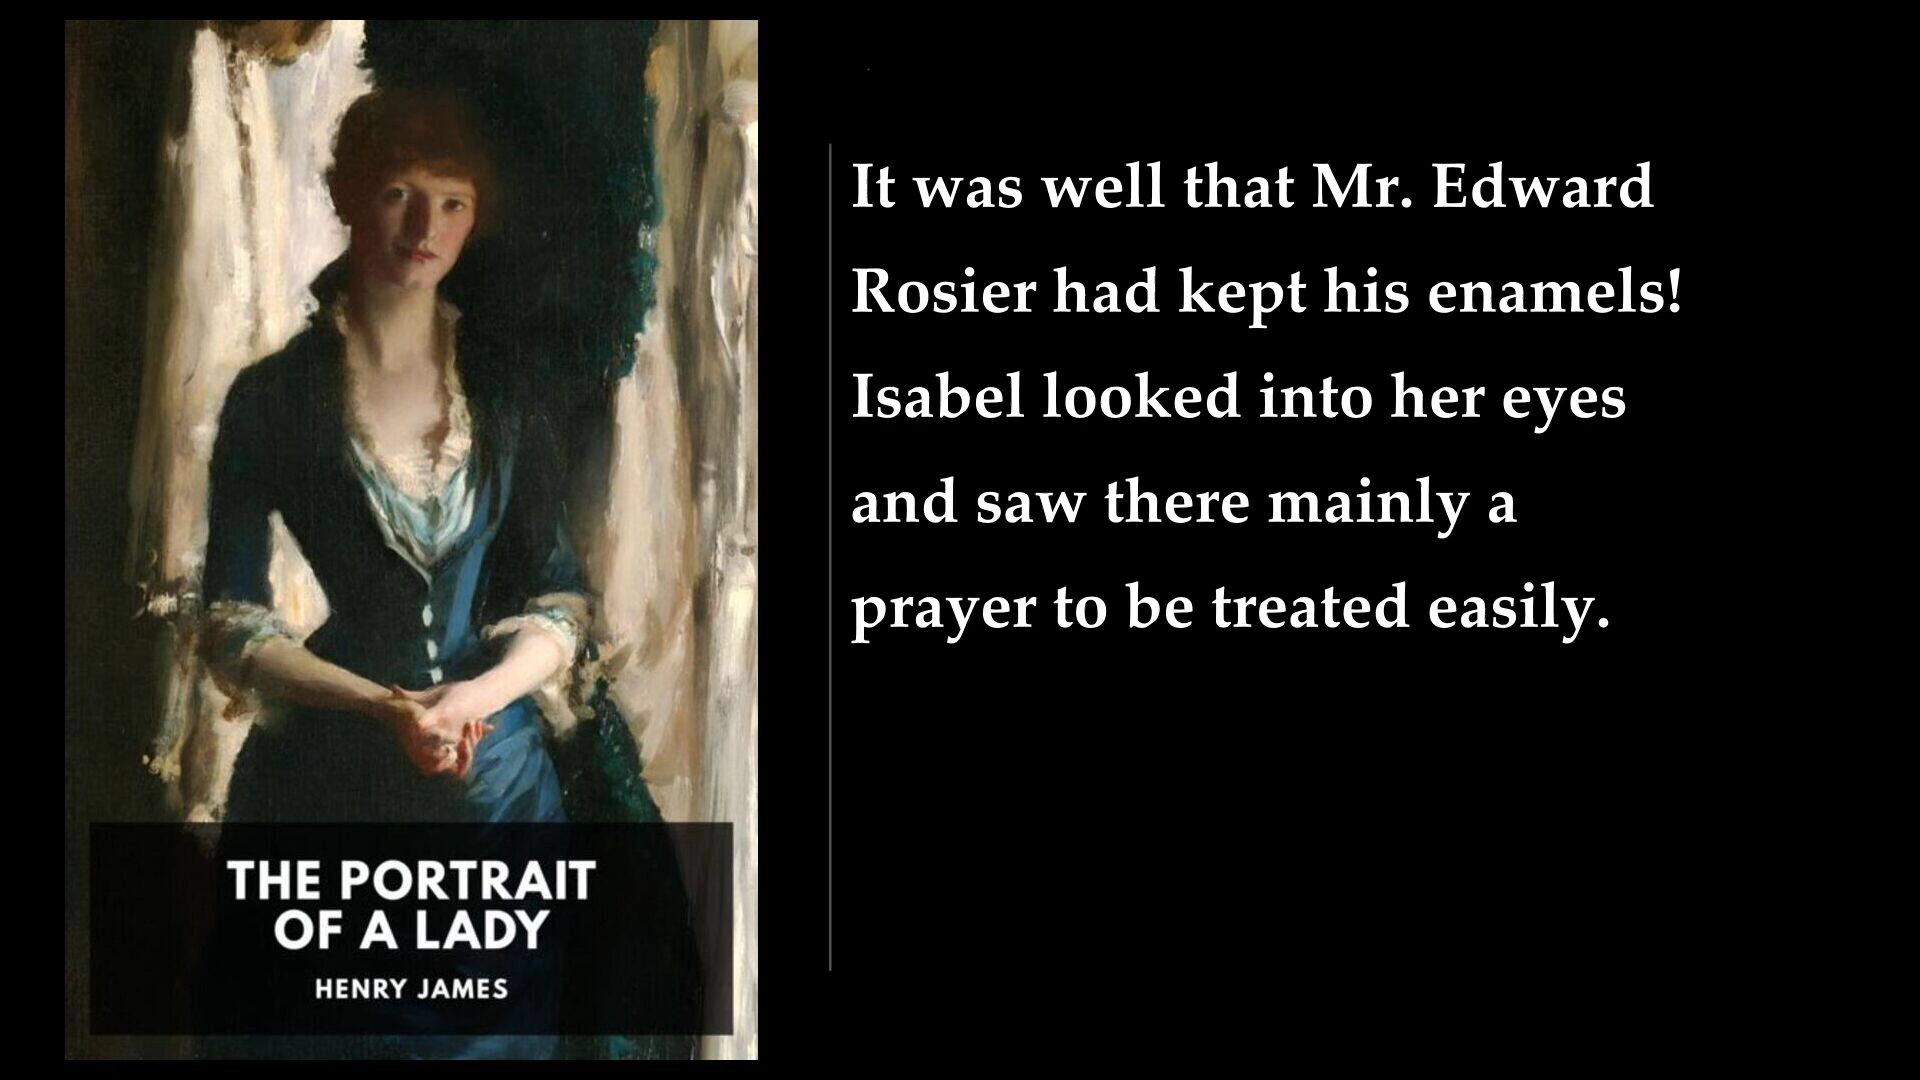 It was well that Mr. Edward
Rosier had kept his enamels!
Isabel looked into her eyes
and saw there mainly a
prayer to be treated easily.
THE PORTRAIT
OF A LADY
HENRY JAMES